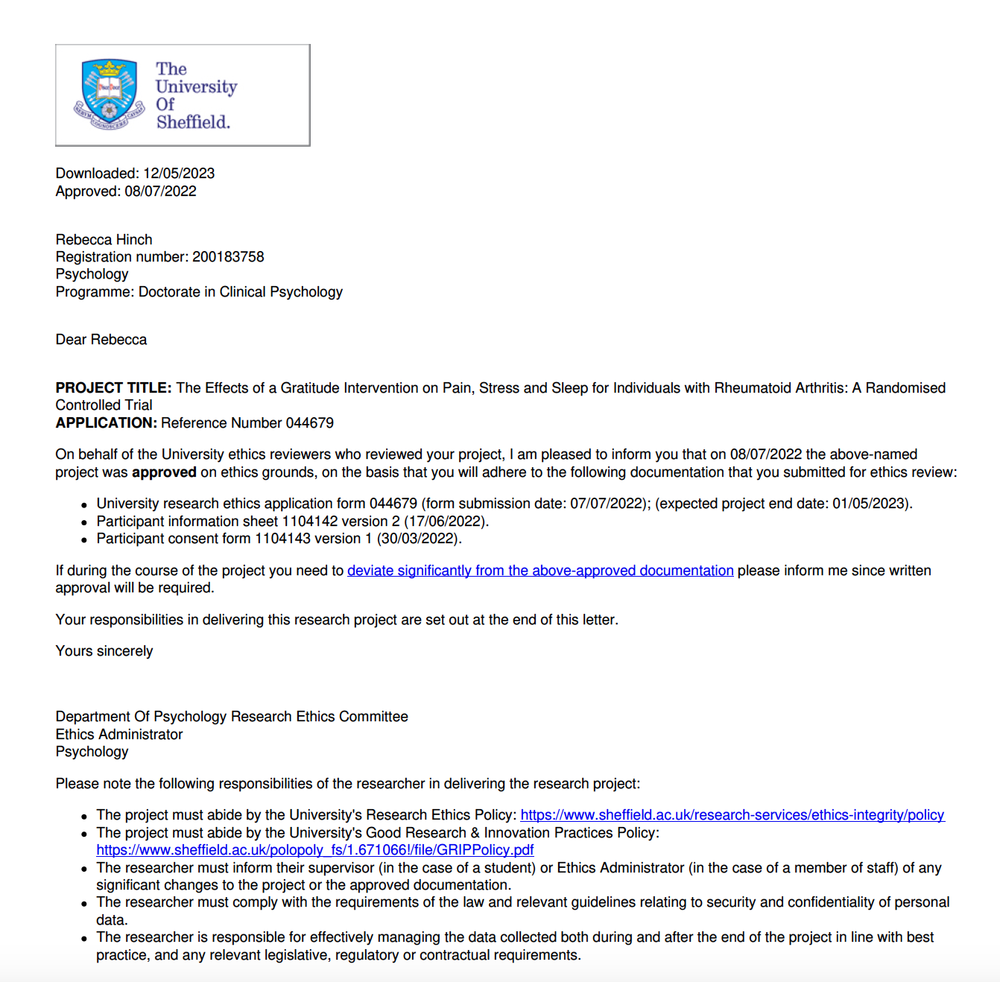 The
University
Of
Sheffield.
Downloaded: 12/05/2023
Approved: 08/07/2022
Rebecca Hinch
Registration number: 200183758
Psychology
Programme: Doctorate in Clinical Psychology
Dear Rebecca
PROJECT TITLE: The Effects of a Gratitude Intervention on Pain, Stress and Sleep for Individuals with Rheumatoid Arthritis: A Randomised
Controlled Trial
APPLICATION: Reference Number 044679
On behalf of the University ethics reviewers who reviewed your project, I am pleased to inform you that on 08/07/2022 the above-named
project was approved on ethics grounds, on the basis that you will adhere to the following documentation that you submitted for ethics review:
• University research ethics application form 044679 (form submission date: 07/07/2022); (expected project end date: 01/05/2023).
• Participant information sheet 1104142 version 2 (17/06/2022).
• Participant consent form 1104143 version 1 (30/03/2022).
If during the course of the project you need to deviate significantly from the above-approved documentation please inform me since written
approval will be required.
Your responsibilities in delivering this research project are set out at the end of this letter.
Yours sincerely
Department Of Psychology Research Ethics Committee
Ethics Administrator
Psychology
Please note the following responsibilities of the researcher in delivering the research project:
• The project must abide by the University's Research Ethics Policy: https://www.sheffield.ac.uk/research-services/ethics-integrity/policy
• The project must abide by the University's Good Research & Innovation Practices Policy:
https://www.sheffield.ac.uk/polopoly_fs/1.671066!/file/GRIPPolicy.pdf
• The researcher must inform their supervisor (in the case of a student) or Ethics Administrator (in the case of a member of staff) of any
significant changes to the project or the approved documentation.
• The researcher must comply with the requirements of the law and relevant guidelines relating to security and confidentiality of personal
data.
• The researcher is responsible for effectively managing the data collected both during and after the end of the project in line with best
practice, and any relevant legislative, regulatory or contractual requirements.